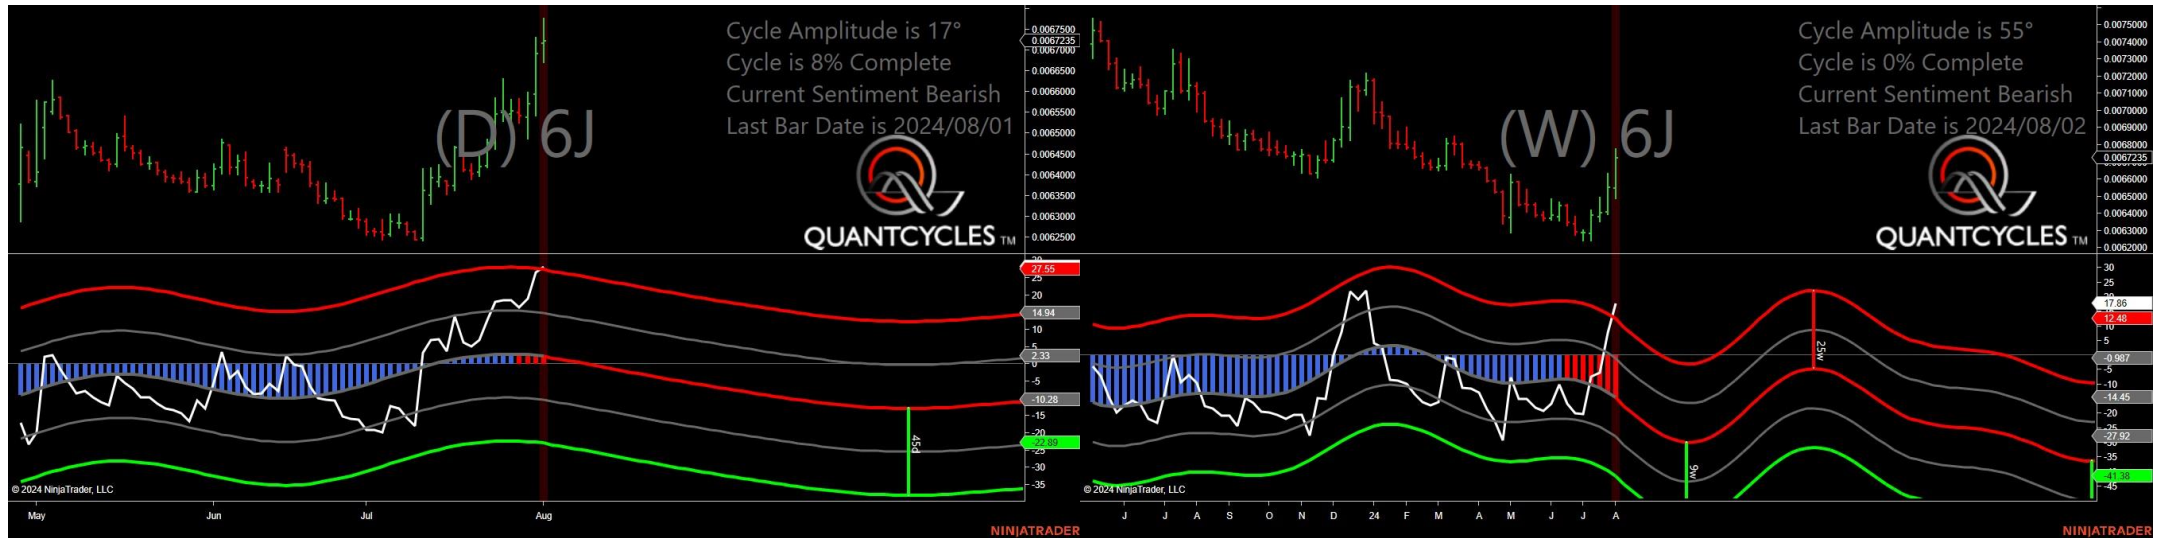 Cycle Amplitude is 17°
Cycle is 8% Complete
Current Sentiment Bearish
Last Bar Date is 2024/08/01
(D) 6J
QUANTCYCLES TM
0.0067500
0.0067235
0.0067000
0.0066500
0.0066000
0.0065500
0.0065000
0.0064500
0.0064000
0.0063500
0.0063000
0.0062500
27.55
25
20
14.94
10
5
2.33
0
-5
-10.28
-15
-20
-22.89
-25
-30
-35
45d
© 2024 NinjaTrader, LLC
May Jun Jul Aug
NINJATRADER
Cycle Amplitude is 55°
Cycle is 0% Complete
Current Sentiment Bearish
Last Bar Date is 2024/08/02
(W) 6J
QUANTCYCLES TM
0.0075000
0.0074000
0.0073000
0.0072000
0.0071000
0.0070000
0.0069000
0.0068000
0.0067235
0.0066000
0.0065000
0.0064000
0.0063000
0.0062000
30
25
20
17.86
12.48
10
5
-0.987
-5
-10
-14.45
-20
-27.92
-35
-41.38
-45
25w
9w
© 2024 NinjaTrader, LLC
J J A S O N D 24 F M A M J J A
NINJATRADER